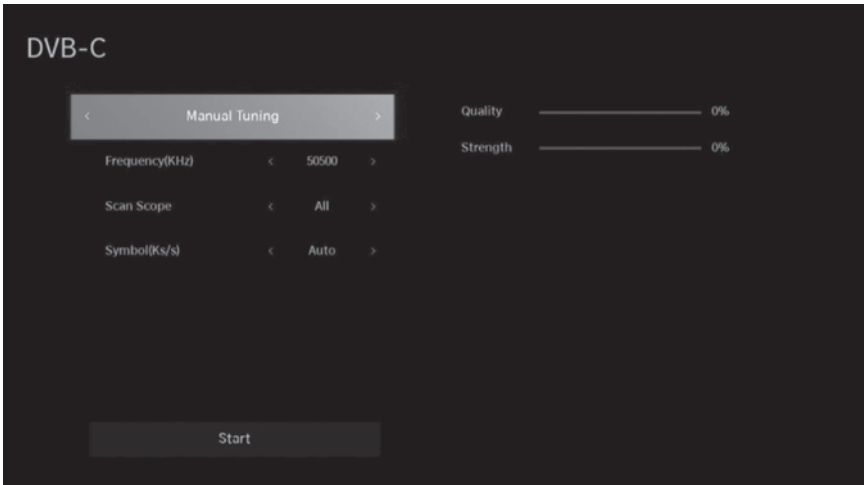 DVB-C
< Manual Tuning >
Frequency(KHz) < 50500 >
Scan Scope < All >
Symbol(Ks/s) < Auto >
Start
Quality 0%
Strength 0%